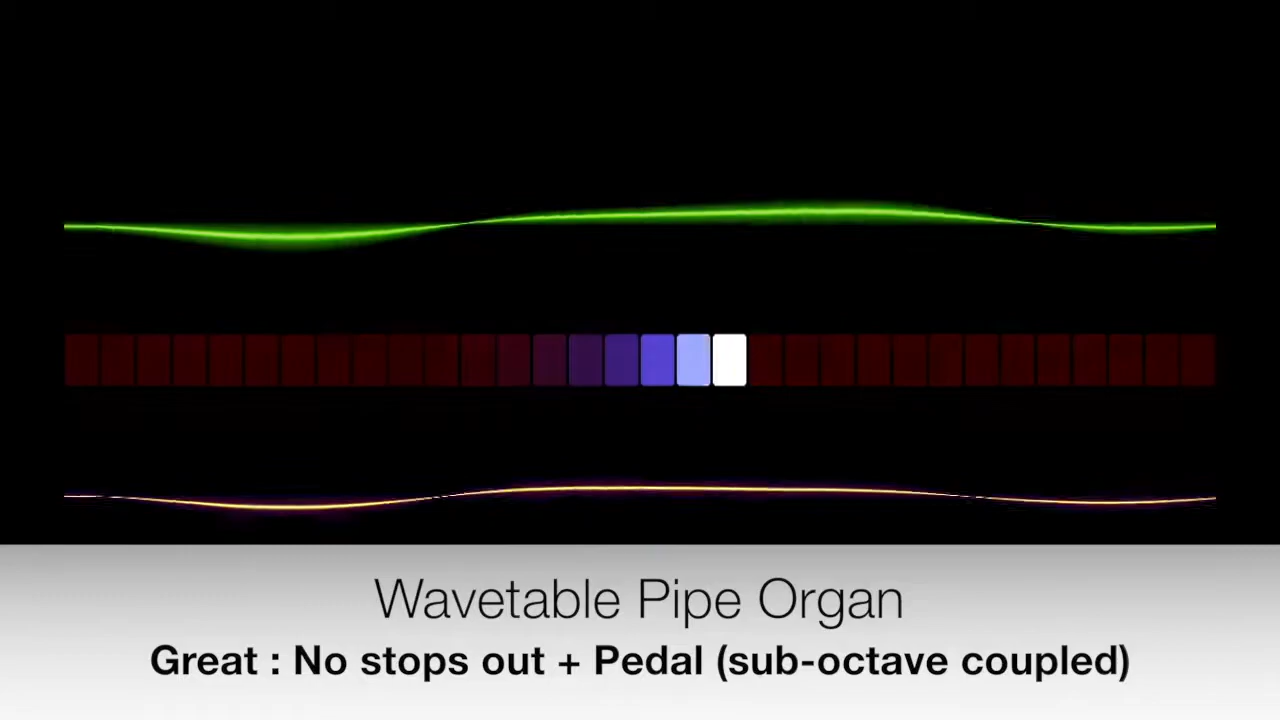 Wavetable Pipe Organ
Great : No stops out + Pedal (sub-octave coupled)